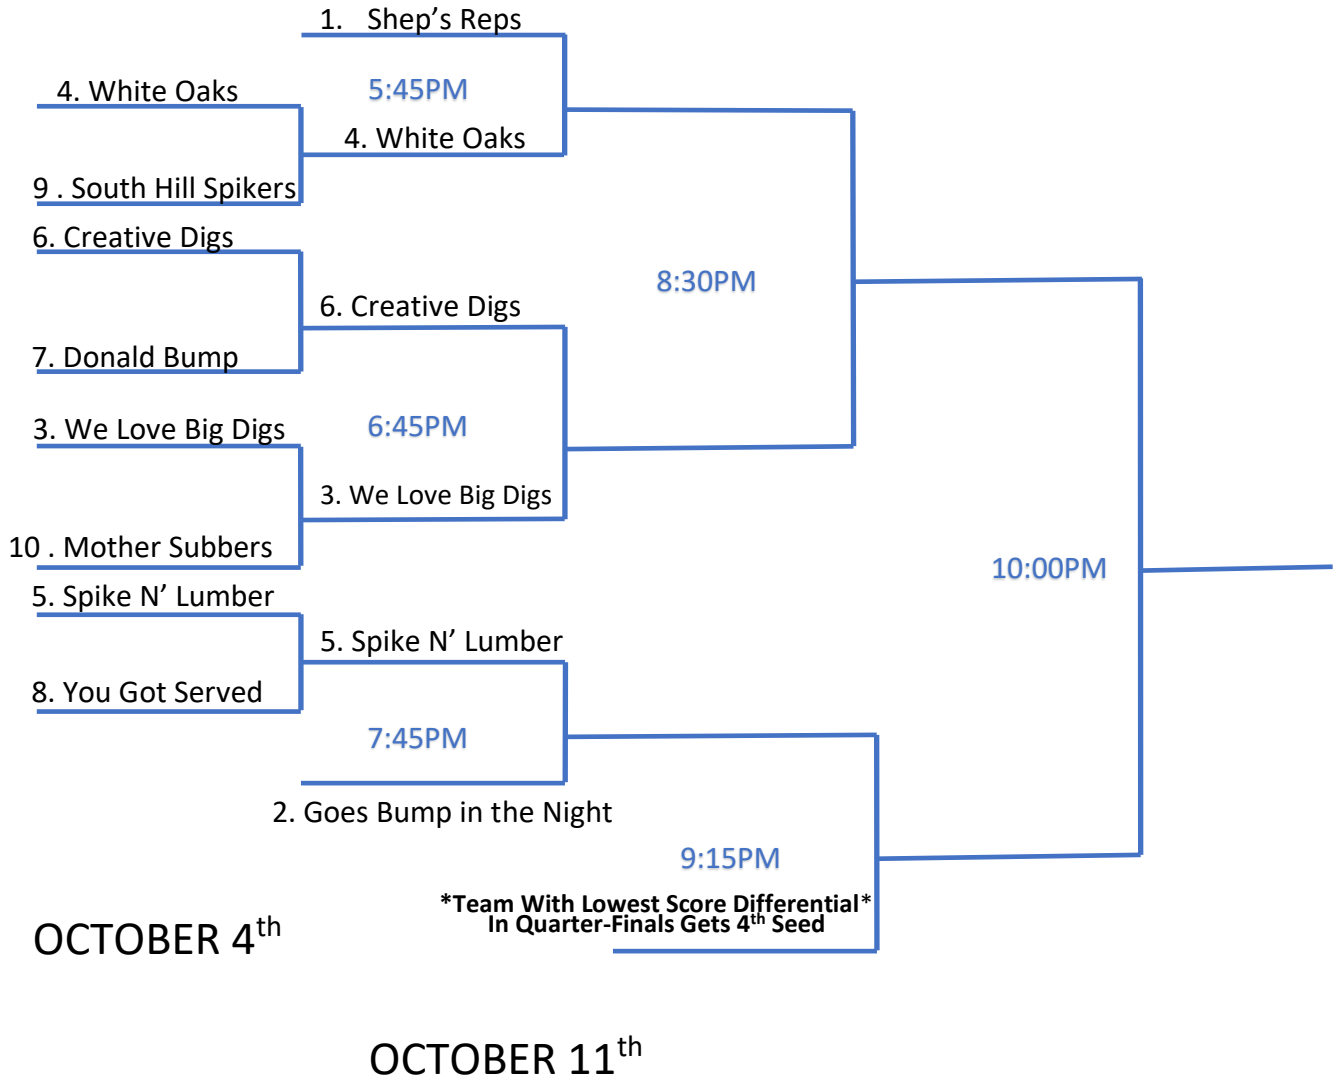 1. Shep’s Reps
4. White Oaks
5:45PM
4. White Oaks
9 . South Hill Spikers
6. Creative Digs
8:30PM
6. Creative Digs
7. Donald Bump
3. We Love Big Digs
6:45PM
3. We Love Big Digs
10 . Mother Subbers
10:00PM
5. Spike N’ Lumber
5. Spike N’ Lumber
8. You Got Served
7:45PM
2. Goes Bump in the Night
9:15PM
*Team With Lowest Score Differential*
In Quarter-Finals Gets 4th Seed
OCTOBER 4th
OCTOBER 11th